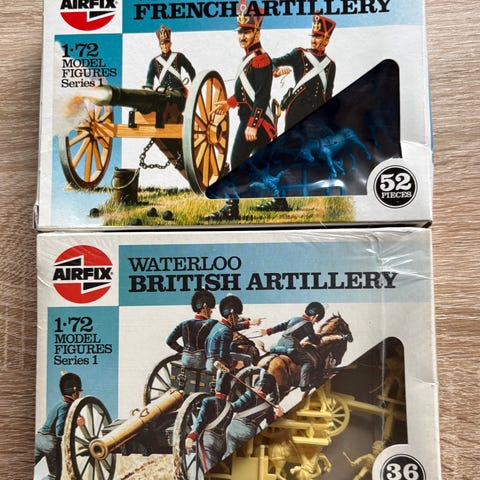 AIRFIX
FRENCH ARTILLERY
1·72
MODEL
FIGURES
Series 1
52
PIECES
AIRFIX
WATERLOO
BRITISH ARTILLERY
1·72
MODEL
FIGURES
Series 1
36